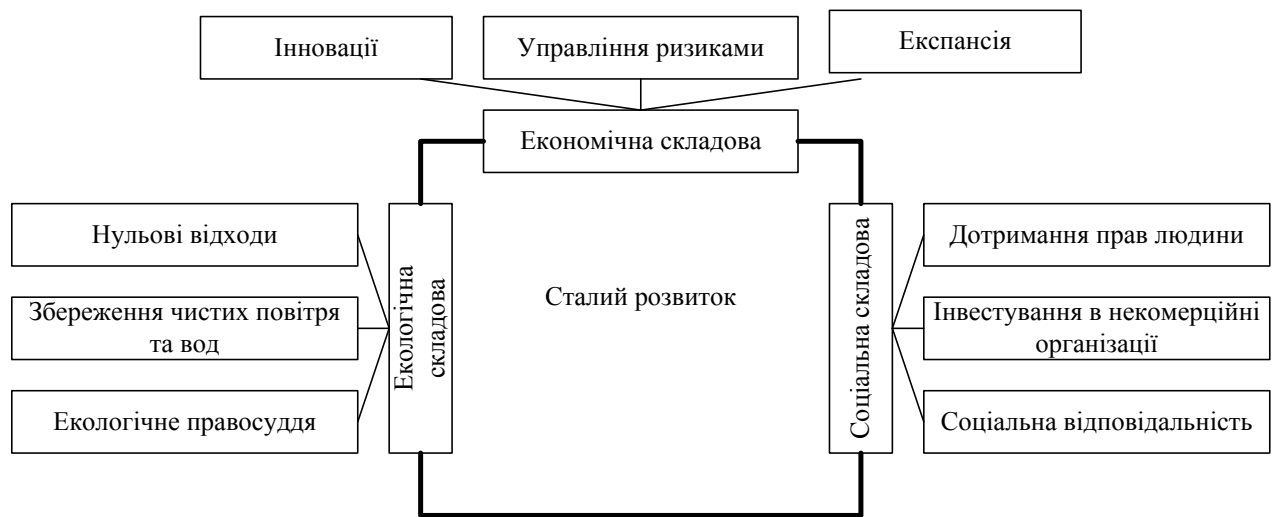 Інновації
Управління ризиками
Експансія
Економічна складова
Нульові відходи
Збереження чистих повітря
та вод
Екологічне правосуддя
Екологічна
складова
Сталий розвиток
Соціальна складова
Дотримання прав людини
Інвестування в некомерційні
організації
Соціальна відповідальність